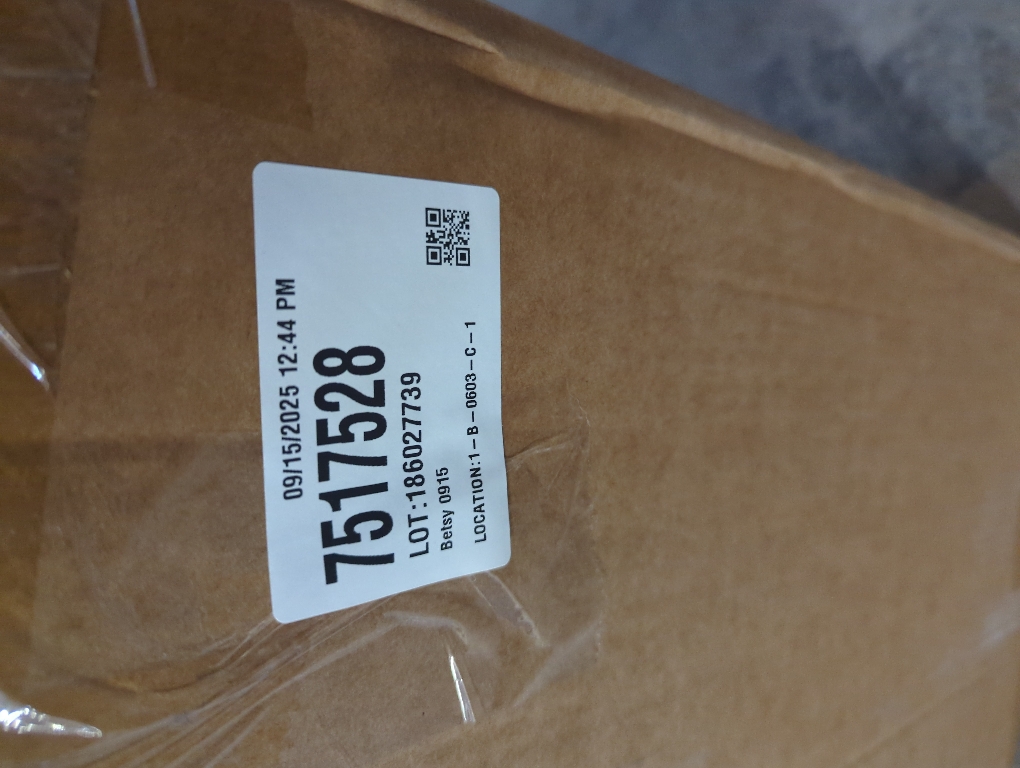 09/15/2025 12:44 PM
7517528
LOT:186027739
Betsy 0915
LOCATION:1-B-0603-C-1